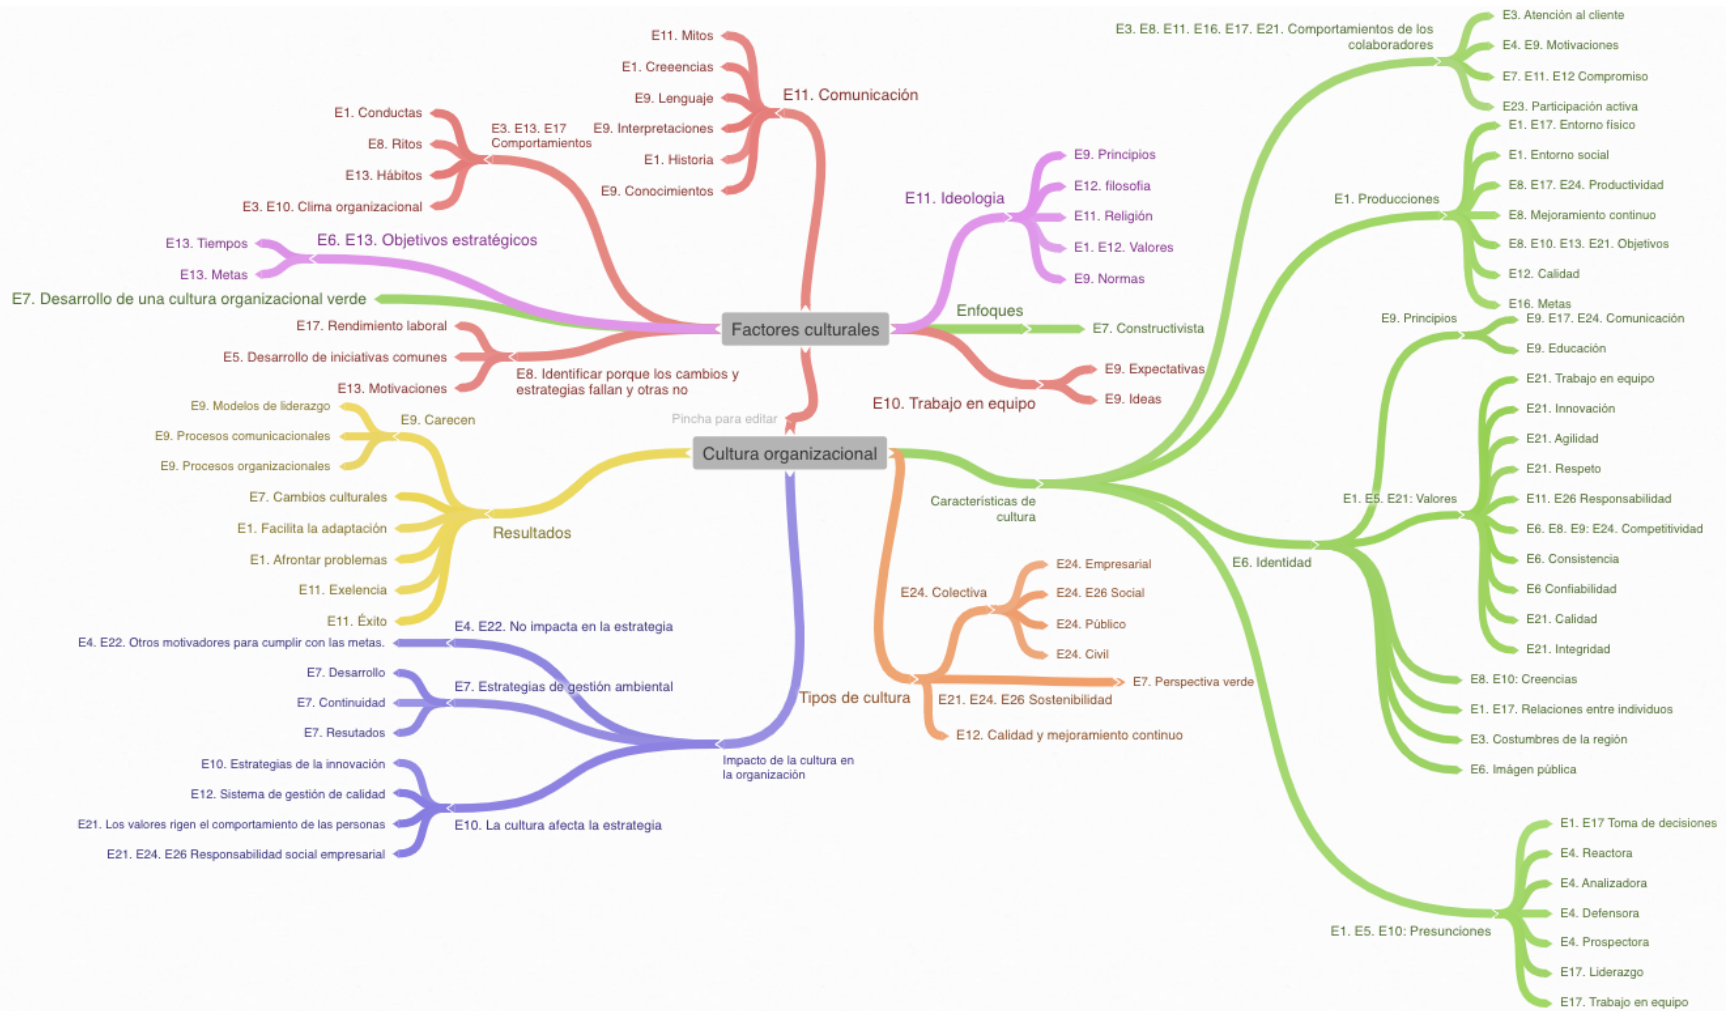 E11. Mitos
E1. Creeencias
E9. Lenguaje
E9. Interpretaciones
E1. Historia
E9. Conocimientos
E11. Comunicación
E1. Conductas
E8. Ritos
E13. Hábitos
E3. E10. Clima organizacional
E3. E13. E17
Comportamientos
E13. Tiempos
E13. Metas
E6. E13. Objetivos estratégicos
E7. Desarrollo de una cultura organizacional verde
E17. Rendimiento laboral
E5. Desarrollo de iniciativas comunes
E13. Motivaciones
E8. Identificar porque los cambios y
estrategias fallan y otras no
Factores culturales
E11. Ideologia
E9. Principios
E12. filosofia
E11. Religión
E1. E12. Valores
E9. Normas
Enfoques
E7. Constructivista
E10. Trabajo en equipo
E9. Expectativas
E9. Ideas
Pincha para editar
Cultura organizacional
E9. Modelos de liderazgo
E9. Procesos comunicacionales
E9. Procesos organizacionales
E9. Carecen
E7. Cambios culturales
E1. Facilita la adaptación
E1. Afrontar problemas
E11. Exelencia
E11. Éxito
Resultados
E4. E22. Otros motivadores para cumplir con las metas.
E4. E22. No impacta en la estrategia
E7. Desarrollo
E7. Continuidad
E7. Resutados
E7. Estrategias de gestión ambiental
E10. Estrategias de la innovación
E12. Sistema de gestión de calidad
E21. Los valores rigen el comportamiento de las personas
E21. E24. E26 Responsabilidad social empresarial
E10. La cultura afecta la estrategia
Impacto de la cultura en
la organización
Tipos de cultura
E24. Colectiva
E24. Empresarial
E24. E26 Social
E24. Público
E24. Civil
E21. E24. E26 Sostenibilidad
E7. Perspectiva verde
E12. Calidad y mejoramiento continuo
Características de
cultura
E3. E8. E11. E16. E17. E21. Comportamientos de los
colaboradores
E3. Atención al cliente
E4. E9. Motivaciones
E7. E11. E12 Compromiso
E23. Participación activa
E1. Producciones
E1. E17. Entorno físico
E1. Entorno social
E8. E17. E24. Productividad
E8. Mejoramiento continuo
E8. E10. E13. E21. Objetivos
E12. Calidad
E16. Metas
E6. Identidad
E9. Principios
E9. E17. E24. Comunicación
E9. Educación
E1. E5. E21: Valores
E21. Trabajo en equipo
E21. Innovación
E21. Agilidad
E21. Respeto
E11. E26 Responsabilidad
E6. E8. E9: E24. Competitividad
E6. Consistencia
E6 Confiabilidad
E21. Calidad
E21. Integridad
E8. E10: Creencias
E1. E17. Relaciones entre individuos
E3. Costumbres de la región
E6. Imágen pública
E1. E5. E10: Presunciones
E1. E17 Toma de decisiones
E4. Reactora
E4. Analizadora
E4. Defensora
E4. Prospectora
E17. Liderazgo
E17. Trabajo en equipo